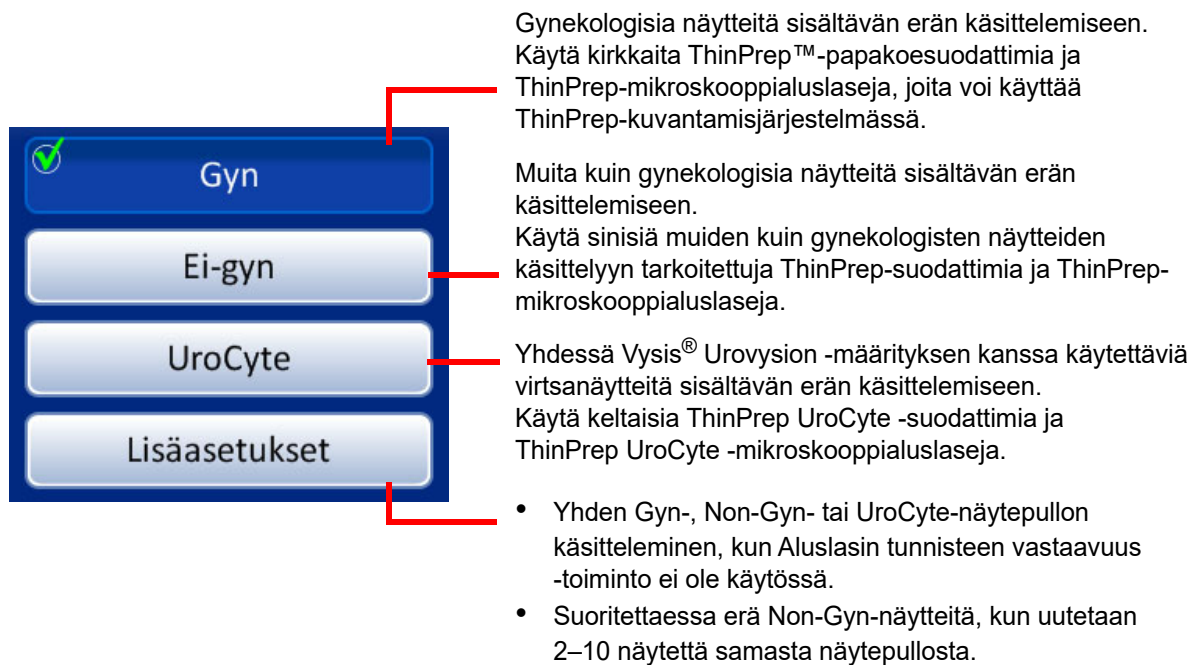 Gynekologisia näytteitä sisältävän erän käsittelemiseen.
Käytä kirkkaita ThinPrep™-papakoesuodattimia ja
ThinPrep-mikroskooppialuslaseja, joita voi käyttää
ThinPrep-kuvantamisjärjestelmässä.
Gyn
Muita kuin gynekologisia näytteitä sisältävän erän
käsittelemiseen.
Käytä sinisiä muiden kuin gynekologisten näytteiden
käsittelyyn tarkoitettuja ThinPrep-suodattimia ja ThinPrep-
mikroskooppialuslaseja.
Ei-gyn
Yhdessä Vysis® Urovysion -määrityksen kanssa käytettäviä
virtsanäytteitä sisältävän erän käsittelemiseen.
Käytä keltaisia ThinPrep UroCyte -suodattimia ja
ThinPrep UroCyte -mikroskooppialuslaseja.
UroCyte
Lisäasetukset
• Yhden Gyn-, Non-Gyn- tai UroCyte-näytepullon
käsitteleminen, kun Aluslasin tunnisteen vastaavuus
-toiminto ei ole käytössä.
• Suoritettaessa erä Non-Gyn-näytteitä, kun uutetaan
2–10 näytettä samasta näytepullosta.